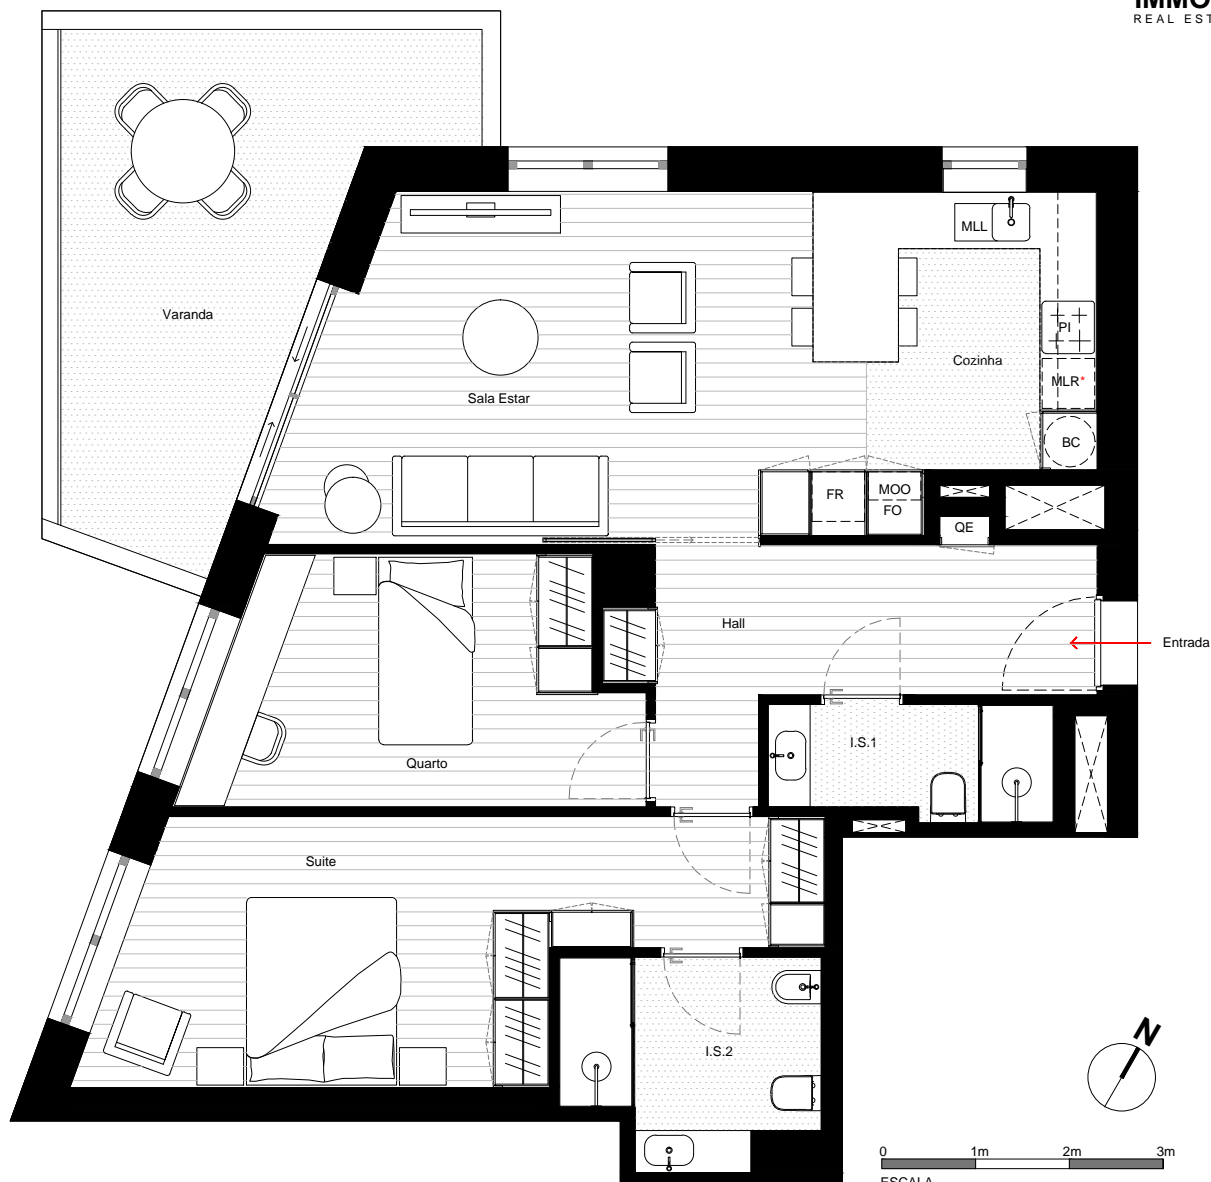 IMMO
REAL EST
Varanda
MLL
PI
Cozinha
MLR*
Sala Estar
BC
FR
MOO
FO
QE
Hall
Entrada
I.S.1
Quarto
Suite
I.S.2
N
0 1m 2m 3m
ESCALA